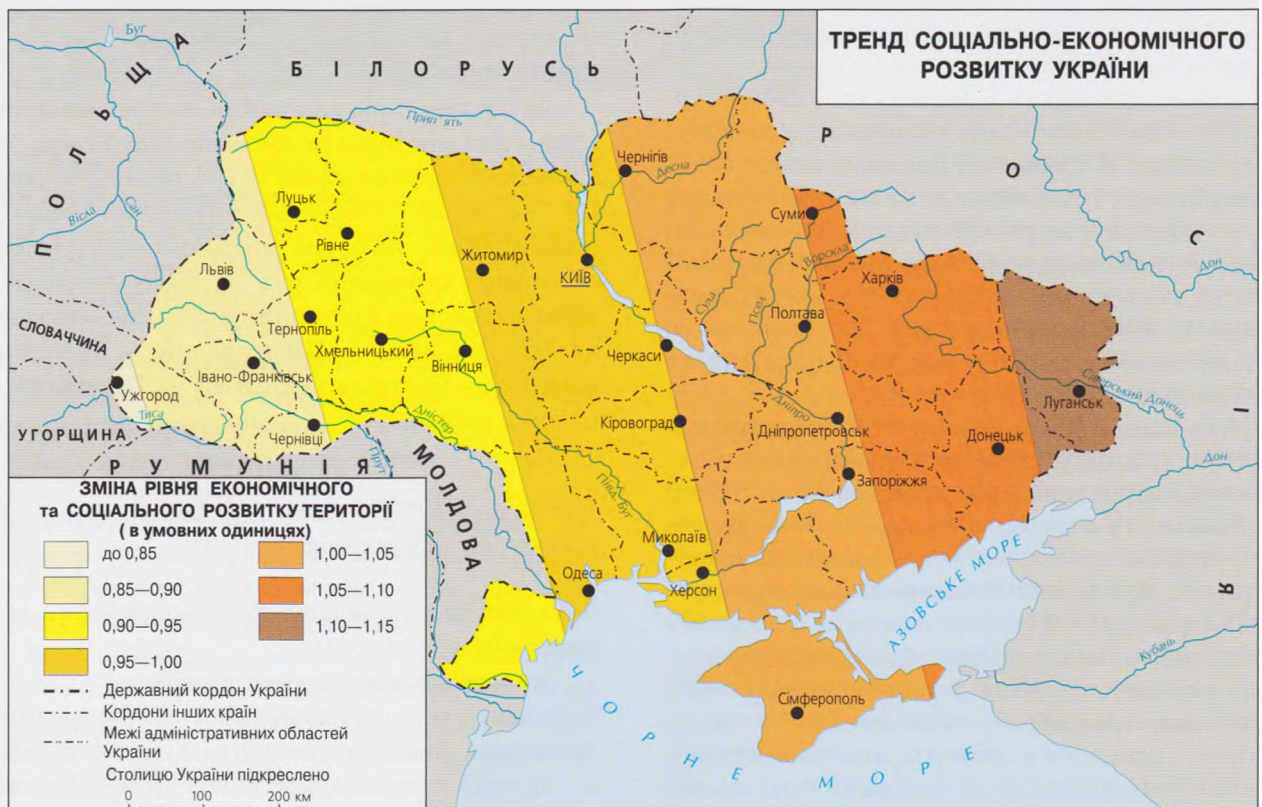 ТРЕНД СОЦІАЛЬНО-ЕКОНОМІЧНОГО
РОЗВИТКУ УКРАЇНИ
ПОЛЬЩА
БІЛОРУСЬ
РОСІЯ
СЛОВАЧЧИНА
УГОРЩИНА
РУМУНІЯ
МОЛДОВА
Буг
Прип'ять
Десна
Вісла
Сан
Дон
Луцьк
Рівне
Житомир
КИЇВ
Чернігів
Суми
Ворскла
Харків
Львів
Тернопіль
Хмельницький
Вінниця
Черкаси
Сула
Псел
Полтава
Ужгород
Івано-Франківськ
Тиса
Чернівці
Прут
Дністер
Кіровоград
Дніпро
Дніпропетровськ
Донецьк
Луганськ
Сіверський Донець
Дон
Запоріжжя
Півд. Буг
Миколаїв
Одеса
Херсон
АЗОВСЬКЕ МОРЕ
Кубань
Сімферополь
ЧОРНЕ МОРЕ
ЗМІНА РІВНЯ ЕКОНОМІЧНОГО
та СОЦІАЛЬНОГО РОЗВИТКУ ТЕРИТОРІЇ
( в умовних одиницях)
до 0,85
0,85—0,90
0,90—0,95
0,95—1,00
1,00—1,05
1,05—1,10
1,10—1,15
Державний кордон України
Кордони інших країн
Межі адміністративних областей
України
Столицю України підкреслено
0 100 200 км